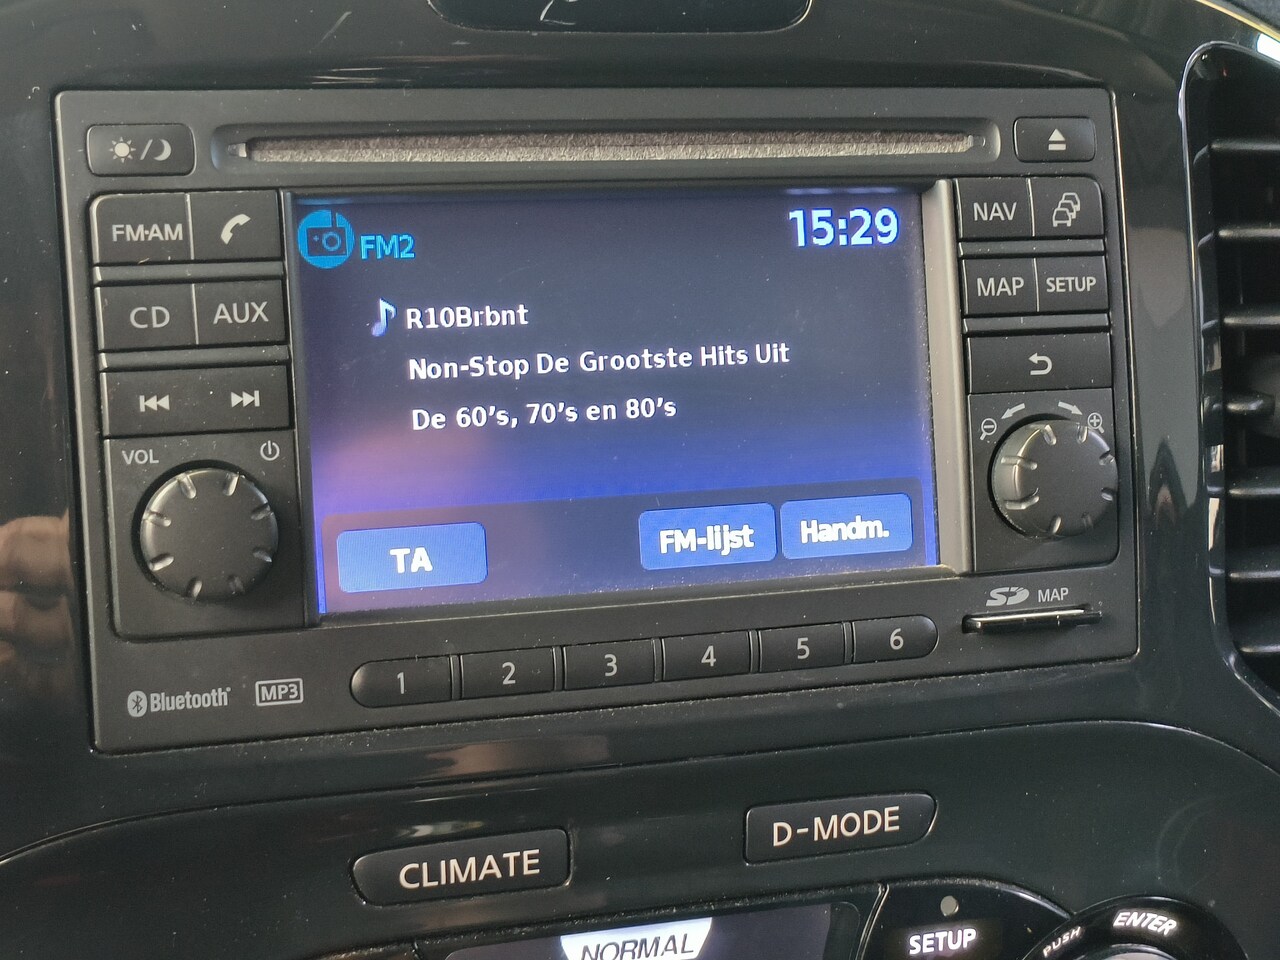 FM·AM
CD
AUX
VOL
FM2
15:29
R10Brbnt
Non-Stop De Grootste Hits Uit
De 60's, 70's en 80's
TA
FM-lijst
Handm.
NAV
MAP
SETUP
SD MAP
1 2 3 4 5 6
Bluetooth
MP3
CLIMATE
D-MODE
NORMAL
SETUP
PUSH
ENTER